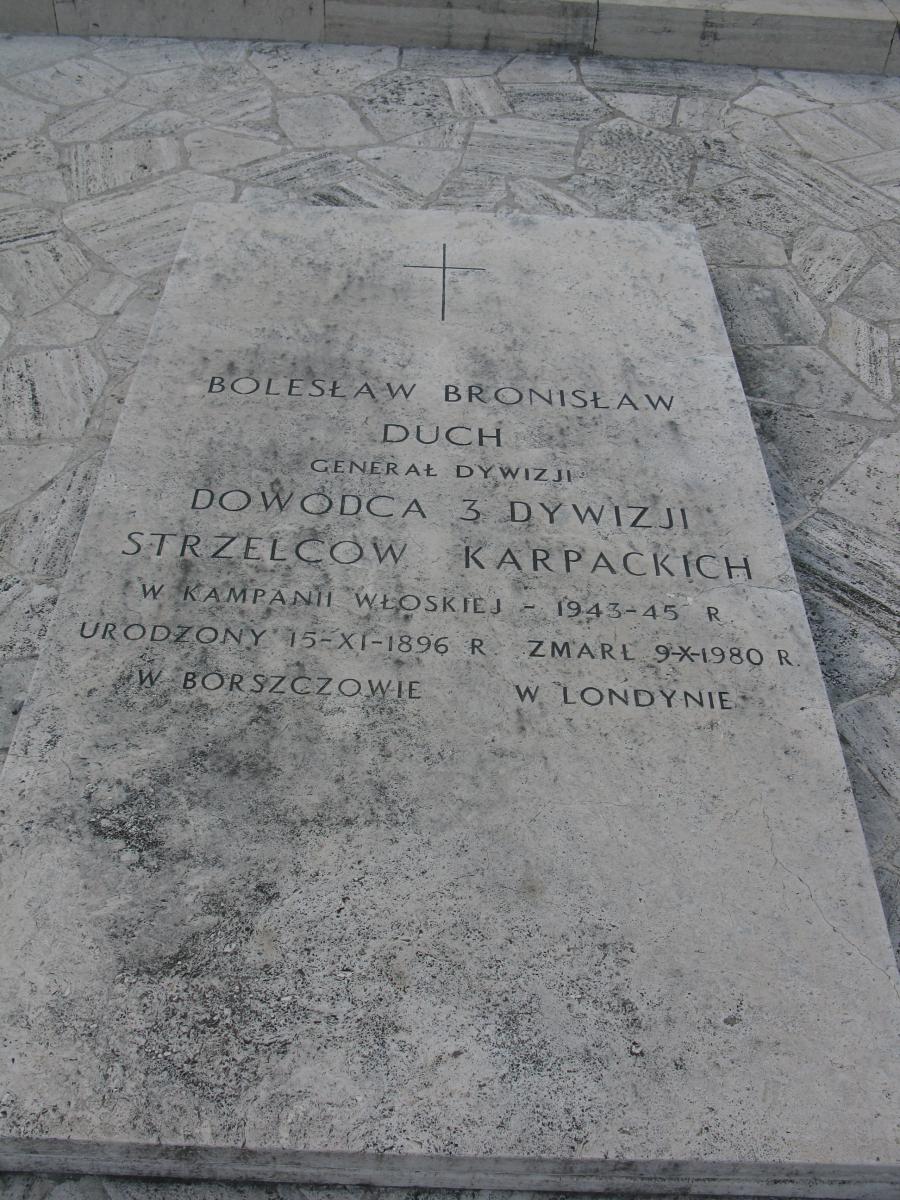 BOLESŁAW BRONISŁAW
DUCH
GENERAŁ DYWIZJI
DOWÓDCA 3 DYWIZJI
STRZELCOW KARPACKICH
W KAMPANII WŁOSKIEJ - 1943-45 R
URODZONY 15-XI-1896 R. ZMARŁ 9-X-1980 R.
W BORSZCZOWIE W LONDYNIE